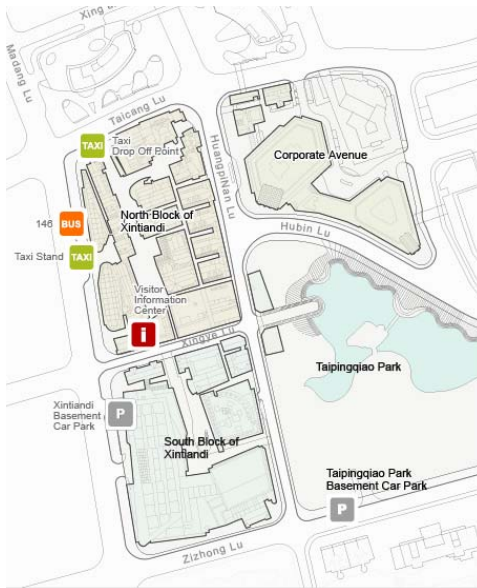 Xing
Madang Lu
Taicang Lu
TAXI
Taxi
Drop Off Point
HuangpiNan Lu
Corporate Avenue
146
BUS
North Block of
Xintiandi
Hubin Lu
Taxi Stand
TAXI
Visitor
Information
Center
i
Xingye Lu
Taipingqiao Park
Xintiandi
Basement
Car Park
P
South Block of
Xintiandi
Taipingqiao Park
Basement Car Park
P
Zizhong Lu